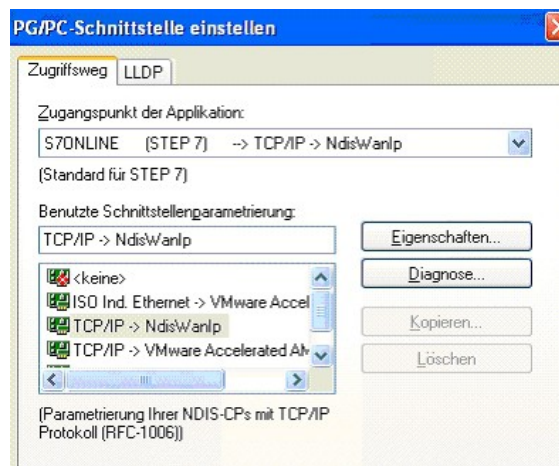 PG/PC-Schnittstelle einstellen
Zugriffsweg LLDP
Zugangspunkt der Applikation:
S7ONLINE (STEP 7) --> TCP/IP -> NdisWanIp
(Standard für STEP 7)
Benutzte Schnittstellenparametrierung:
TCP/IP -> NdisWanIp
Eigenschaften...
<keine>
Diagnose...
ISO Ind. Ethernet -> VMware Accel
TCP/IP -> NdisWanIp
Kopieren...
TCP/IP -> VMware Accelerated AM
Löschen
(Parametrierung Ihrer NDIS-CPs mit TCP/IP
Protokoll (RFC-1006))